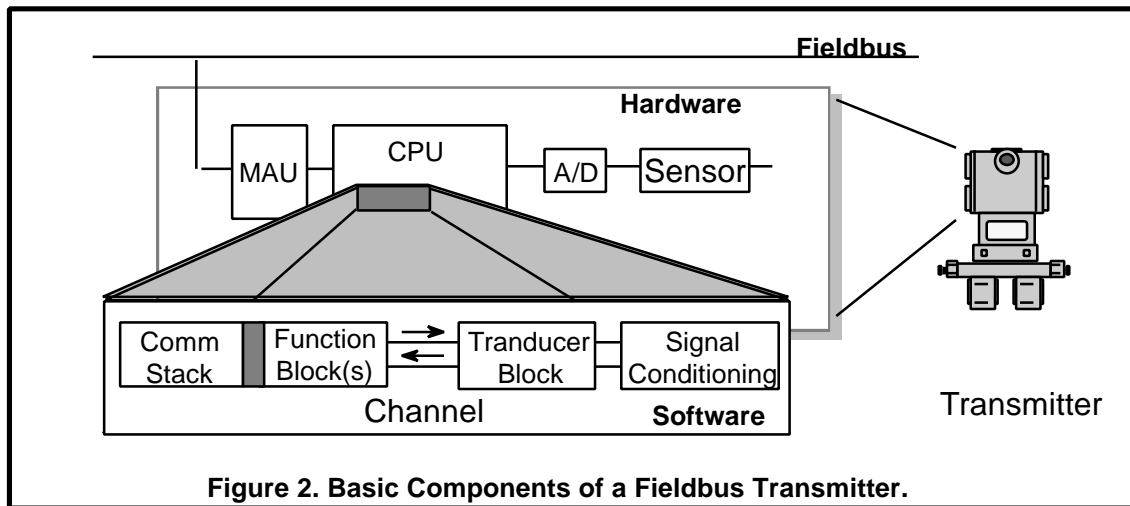 Fieldbus
Hardware
MAU
CPU
A/D
Sensor
Comm
Stack
Function
Block(s)
Tranducer
Block
Signal
Conditioning
Channel
Software
Transmitter
Figure 2. Basic Components of a Fieldbus Transmitter.